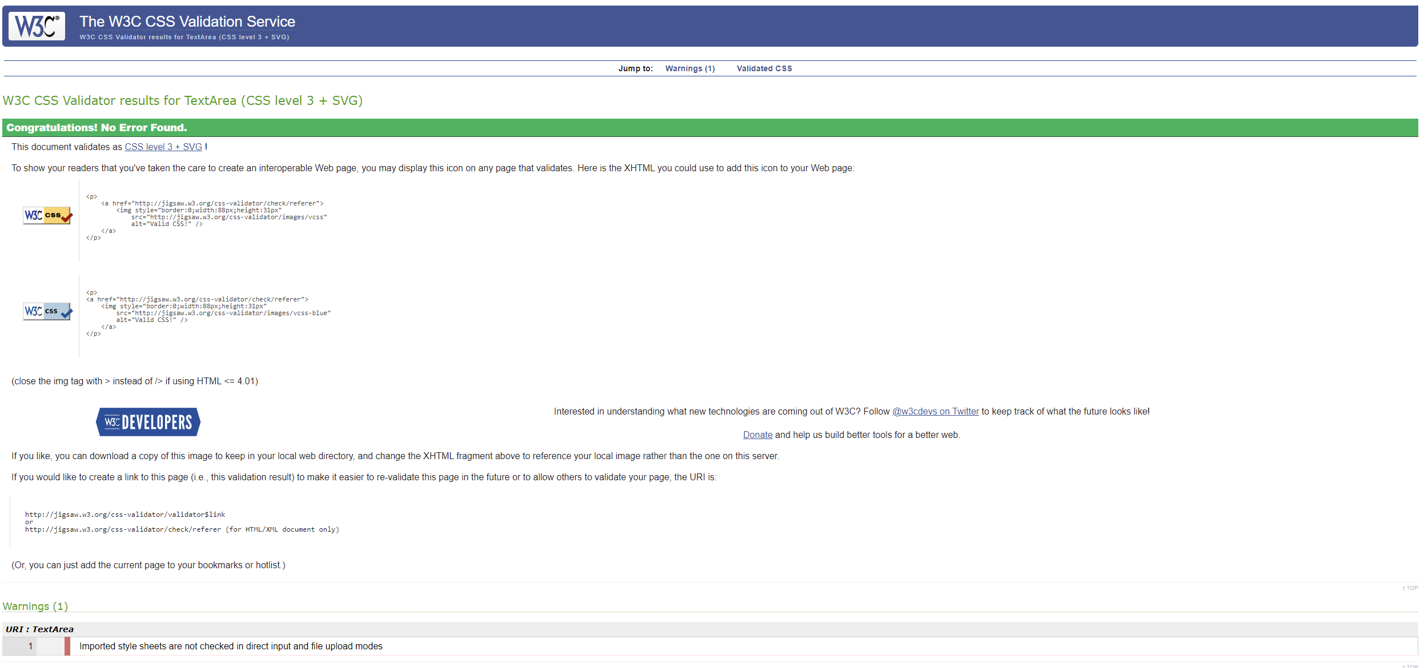 W3C®
The W3C CSS Validation Service
W3C CSS Validator results for TextArea (CSS level 3 + SVG)
Jump to: Warnings (1) Validated CSS
W3C CSS Validator results for TextArea (CSS level 3 + SVG)
Congratulations! No Error Found.
This document validates as CSS level 3 + SVG !
To show your readers that you've taken the care to create an interoperable Web page, you may display this icon on any page that validates. Here is the XHTML you could use to add this icon to your Web page:
W3C css
<p>
<a href="http://jigsaw.w3.org/css-validator/check/referer">
<img style="border:0;width:88px;height:31px"
src="http://jigsaw.w3.org/css-validator/images/vcss"
alt="Valid CSS!" />
</a>
</p>
W3C css
<p>
<a href="http://jigsaw.w3.org/css-validator/check/referer">
<img style="border:0;width:88px;height:31px"
src="http://jigsaw.w3.org/css-validator/images/vcss-blue"
alt="Valid CSS!" />
</a>
</p>
(close the img tag with > instead of /> if using HTML <= 4.01)
W3C DEVELOPERS
Interested in understanding what new technologies are coming out of W3C? Follow @w3cdevs on Twitter to keep track of what the future looks like!
Donate and help us build better tools for a better web.
If you like, you can download a copy of this image to keep in your local web directory, and change the XHTML fragment above to reference your local image rather than the one on this server.
If you would like to create a link to this page (i.e., this validation result) to make it easier to re-validate this page in the future or to allow others to validate your page, the URI is:
http://jigsaw.w3.org/css-validator/validator$link
or
http://jigsaw.w3.org/css-validator/check/referer (for HTML/XML document only)
(Or, you can just add the current page to your bookmarks or hotlist.)
↑ TOP
Warnings (1)
URI : TextArea
1 Imported style sheets are not checked in direct input and file upload modes
↑ TOP